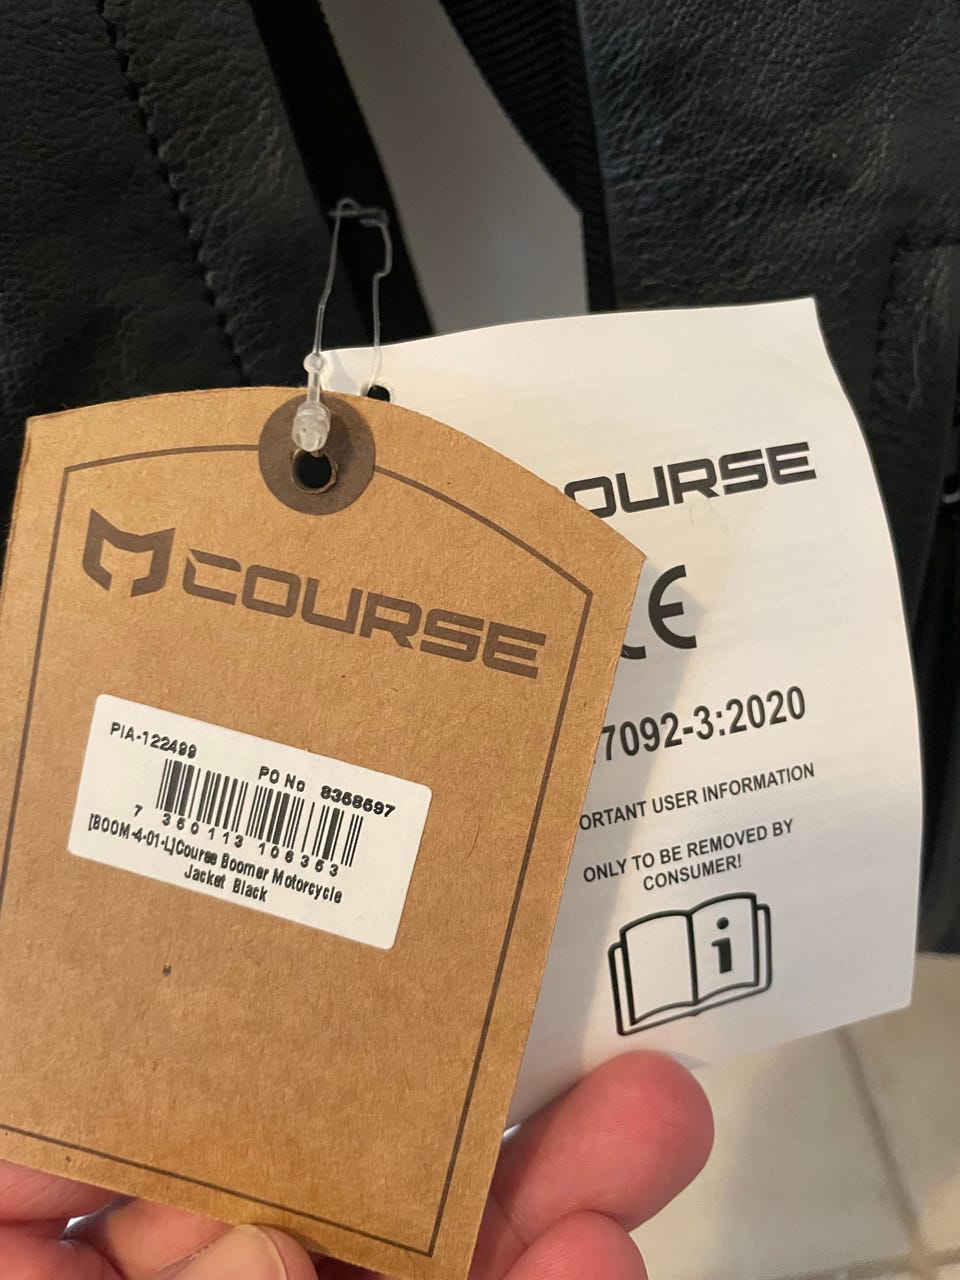 COURSE
PIA-122499
PO No 8368697
7 350113 106353
[BOOM-4-01-L]Course Boomer Motorcycle
Jacket Black
OURSE
CE
7092-3:2020
ORTANT USER INFORMATION
ONLY TO BE REMOVED BY
CONSUMER!
i